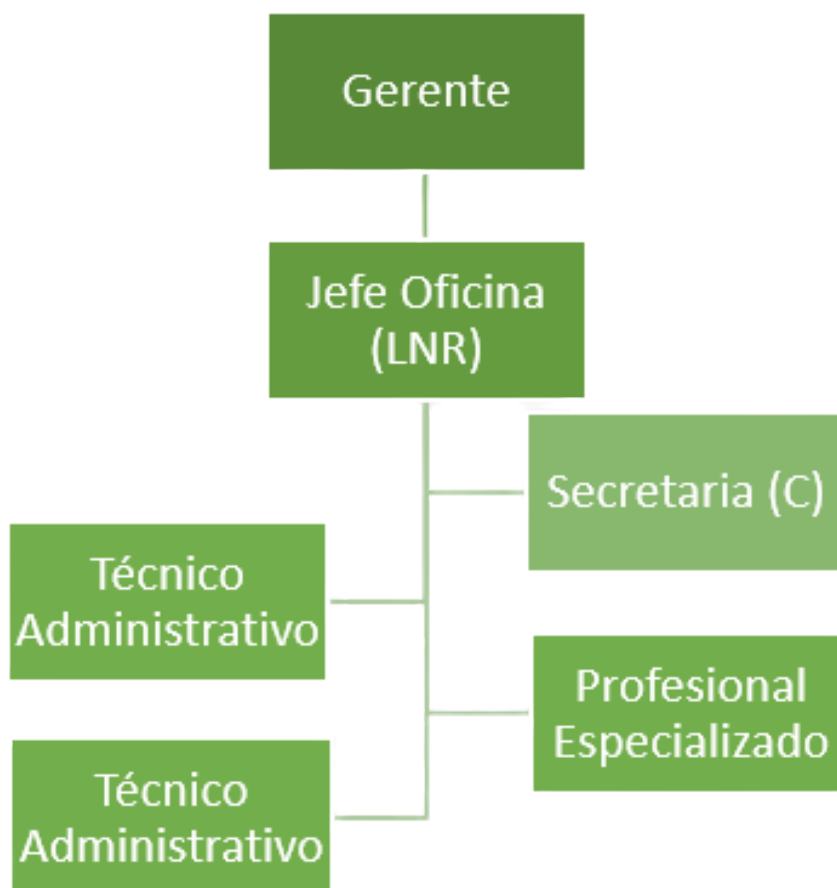 Gerente
Jefe Oficina
(LNR)
Secretaria (C)
Técnico
Administrativo
Profesional
Especializado
Técnico
Administrativo